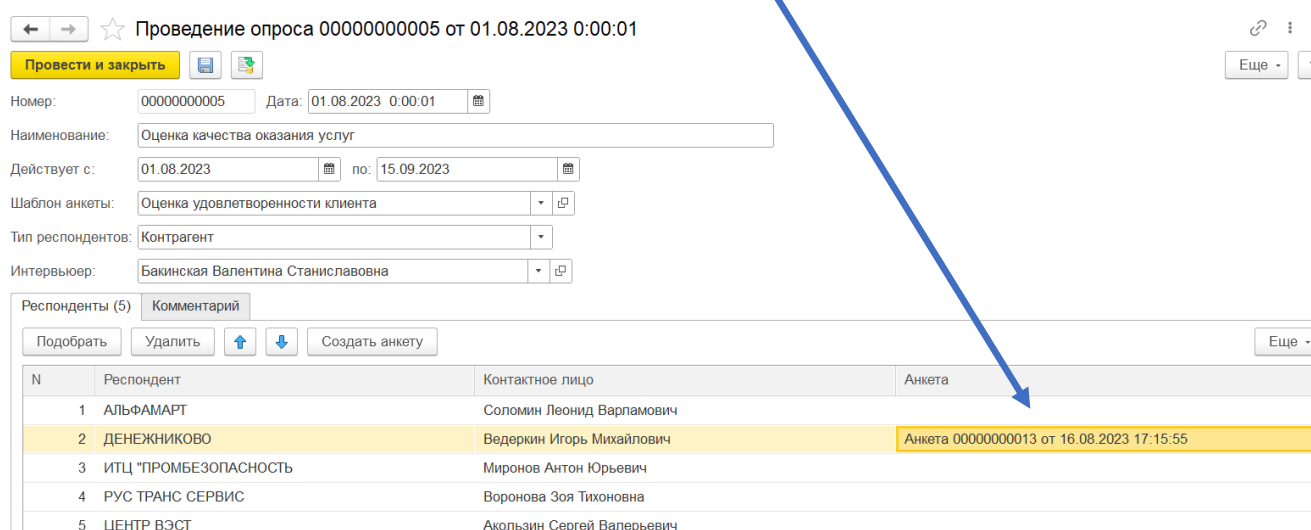 Проведение опроса 00000000005 от 01.08.2023 0:00:01
Провести и закрыть Еще
Номер: 00000000005 Дата: 01.08.2023 0:00:01
Наименование: Оценка качества оказания услуг
Действует с: 01.08.2023 по: 15.09.2023
Шаблон анкеты: Оценка удовлетворенности клиента
Тип респондентов: Контрагент
Интервьюер: Бакинская Валентина Станиславовна
Респонденты (5) Комментарий
Подобрать Удалить Создать анкету Еще
N Респондент Контактное лицо Анкета
1 АЛЬФАМАРТ Соломин Леонид Варламович
2 ДЕНЕЖНИКОВО Ведеркин Игорь Михайлович Анкета 00000000013 от 16.08.2023 17:15:55
3 ИТЦ "ПРОМБЕЗОПАСНОСТЬ Миронов Антон Юрьевич
4 РУС ТРАНС СЕРВИС Воронова Зоя Тихоновна
5 ЦЕНТР ВЭСТ Акользин Сергей Валерьевич